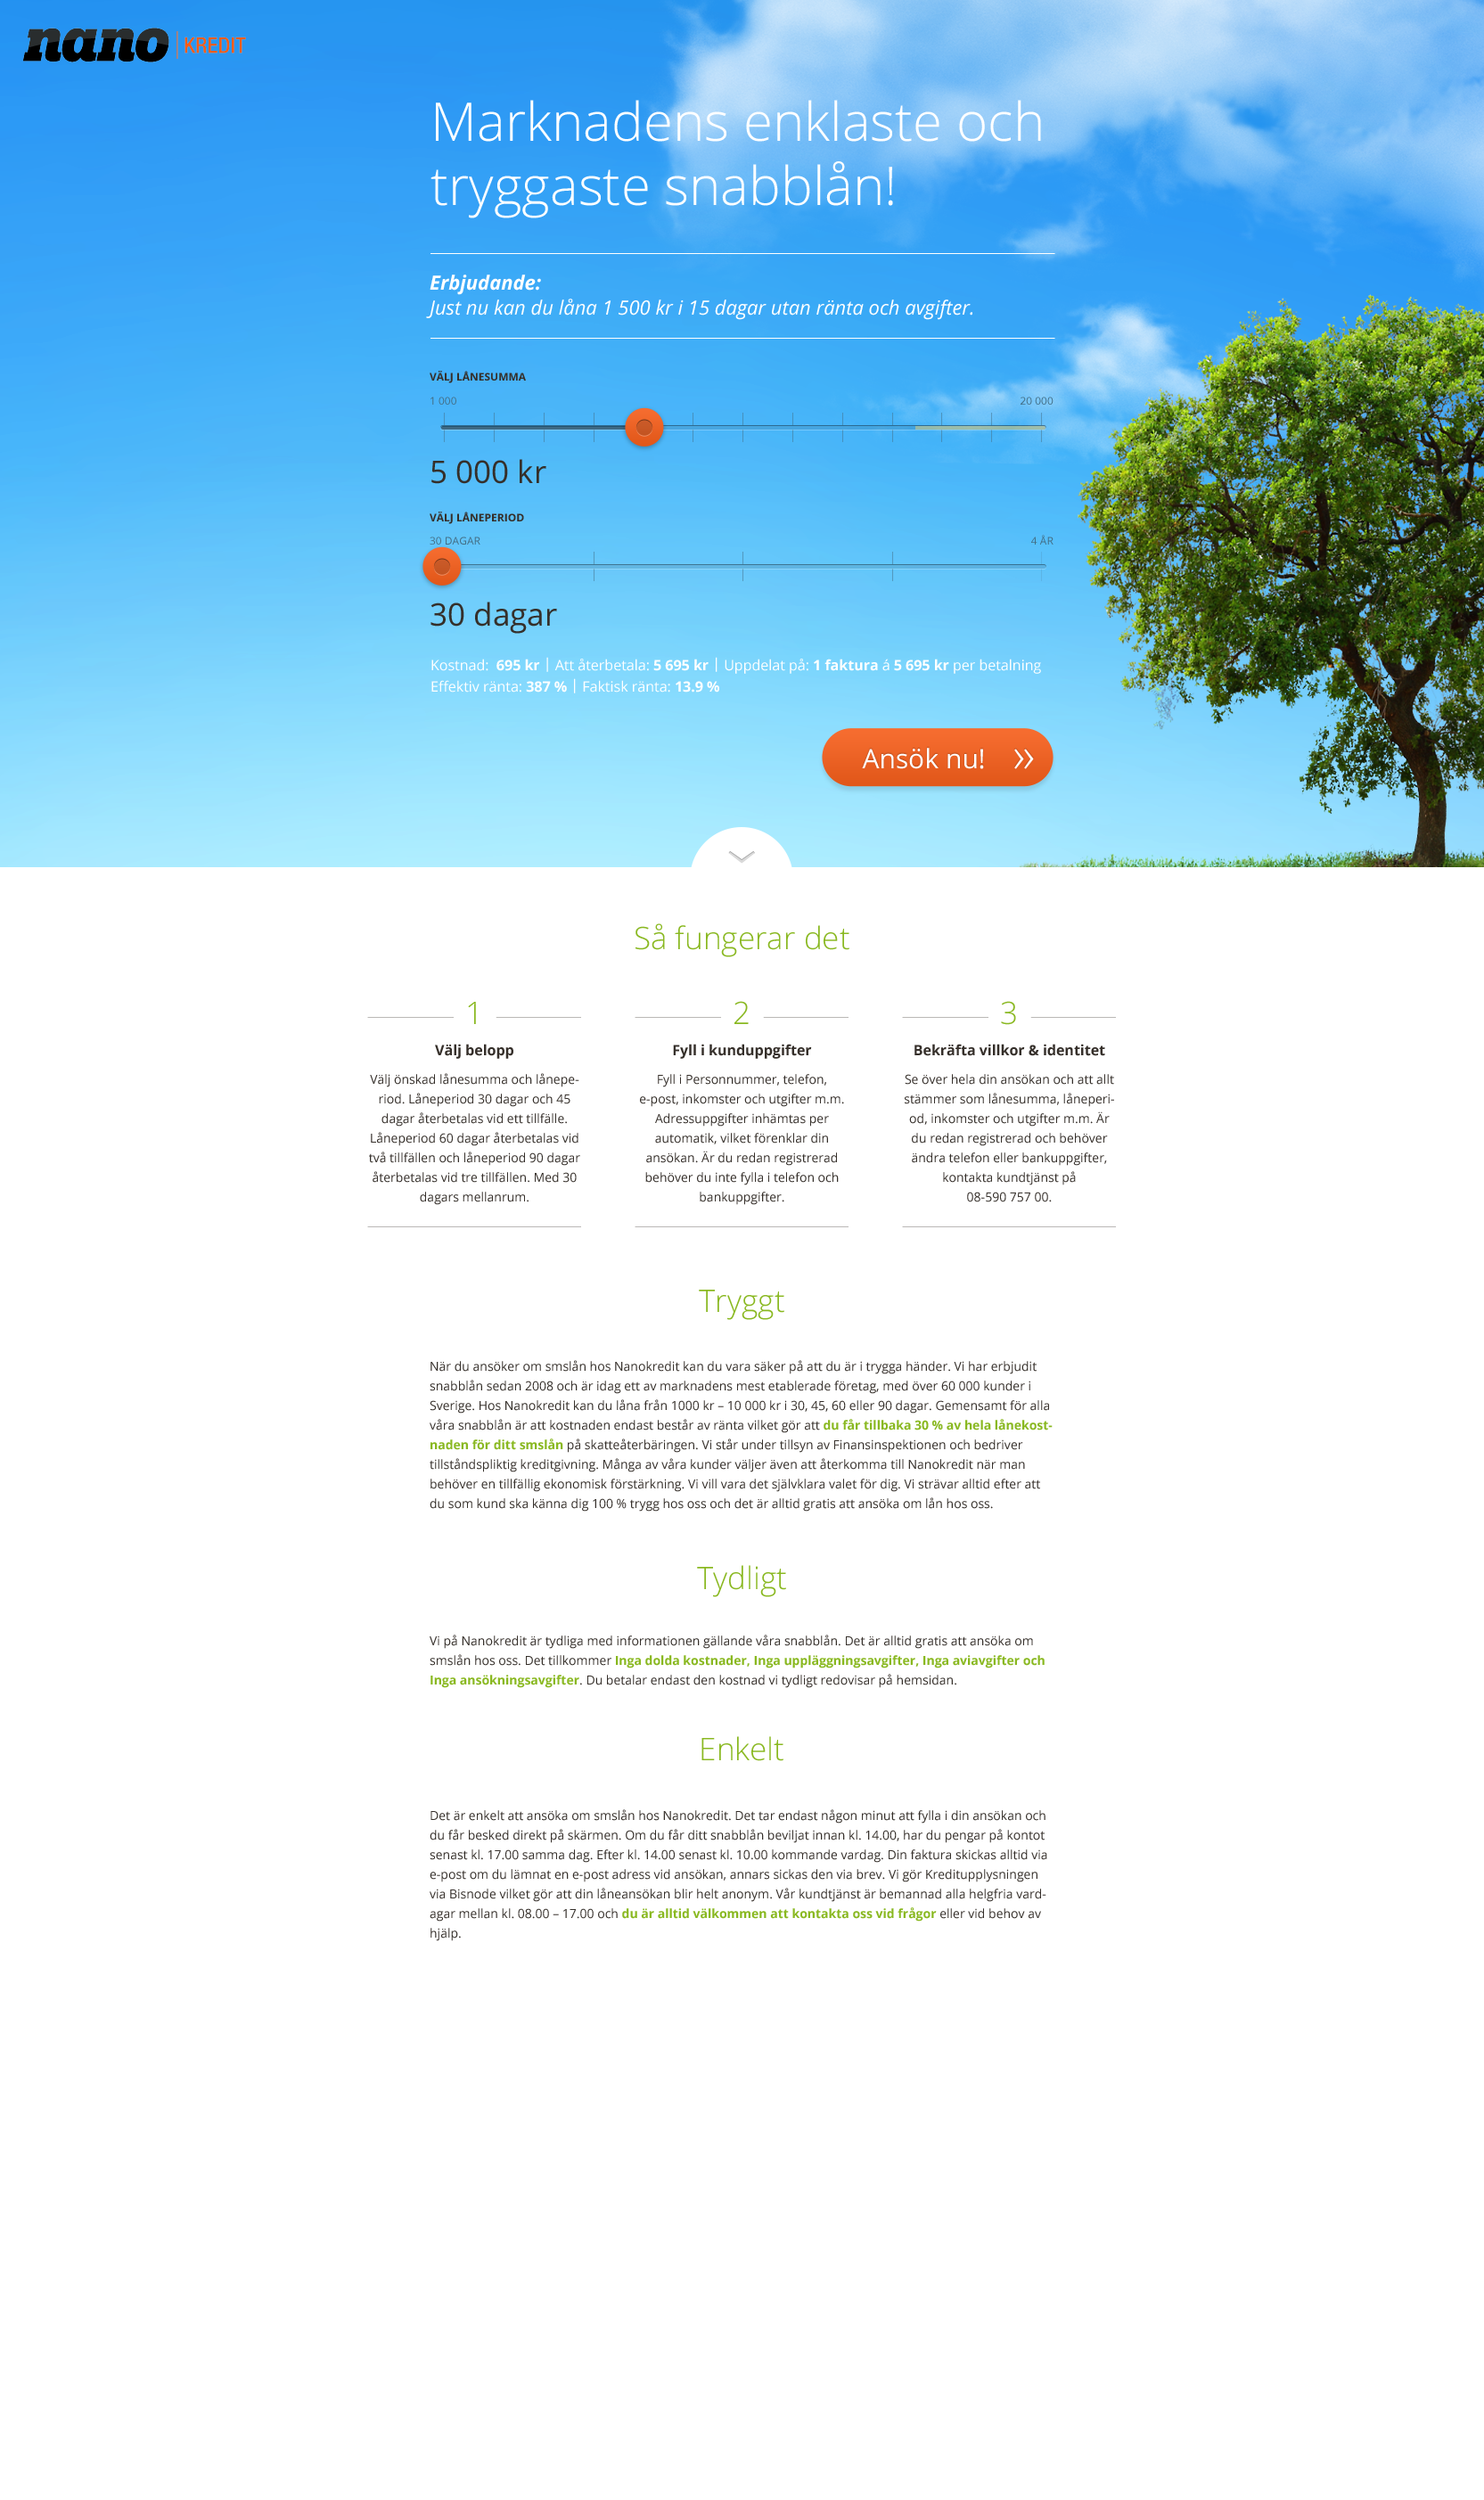 nano | KREDIT
Marknadens enklaste och
tryggaste snabblån!
Erbjudande:
Just nu kan du låna 1 500 kr i 15 dagar utan ränta och avgifter.
VÄLJ LÅNESUMMA
1 000 20 000
5 000 kr
VÄLJ LÅNEPERIOD
30 DAGAR 4 ÅR
30 dagar
Kostnad: 695 kr | Att återbetala: 5 695 kr | Uppdelat på: 1 faktura á 5 695 kr per betalning
Effektiv ränta: 387 % | Faktisk ränta: 13.9 %
Ansök nu!
Så fungerar det
1
Välj belopp
Välj önskad lånesumma och lånepe-
riod. Låneperiod 30 dagar och 45
dagar återbetalas vid ett tillfälle.
Låneperiod 60 dagar återbetalas vid
två tillfällen och låneperiod 90 dagar
återbetalas vid tre tillfällen. Med 30
dagars mellanrum.
2
Fyll i kunduppgifter
Fyll i Personnummer, telefon,
e-post, inkomster och utgifter m.m.
Adressuppgifter inhämtas per
automatik, vilket förenklar din
ansökan. Är du redan registrerad
behöver du inte fylla i telefon och
bankuppgifter.
3
Bekräfta villkor & identitet
Se över hela din ansökan och att allt
stämmer som lånesumma, låneperi-
od, inkomster och utgifter m.m. Är
du redan registrerad och behöver
ändra telefon eller bankuppgifter,
kontakta kundtjänst på
08-590 757 00.
Tryggt
När du ansöker om smslån hos Nanokredit kan du vara säker på att du är i trygga händer. Vi har erbjudit
snabblån sedan 2008 och är idag ett av marknadens mest etablerade företag, med över 60 000 kunder i
Sverige. Hos Nanokredit kan du låna från 1000 kr – 10 000 kr i 30, 45, 60 eller 90 dagar. Gemensamt för alla
våra snabblån är att kostnaden endast består av ränta vilket gör att du får tillbaka 30 % av hela lånekost-
naden för ditt smslån på skatteåterbäringen. Vi står under tillsyn av Finansinspektionen och bedriver
tillståndspliktig kreditgivning. Många av våra kunder väljer även att återkomma till Nanokredit när man
behöver en tillfällig ekonomisk förstärkning. Vi vill vara det självklara valet för dig. Vi strävar alltid efter att
du som kund ska känna dig 100 % trygg hos oss och det är alltid gratis att ansöka om lån hos oss.
Tydligt
Vi på Nanokredit är tydliga med informationen gällande våra snabblån. Det är alltid gratis att ansöka om
smslån hos oss. Det tillkommer Inga dolda kostnader, Inga uppläggningsavgifter, Inga aviavgifter och
Inga ansökningsavgifter. Du betalar endast den kostnad vi tydligt redovisar på hemsidan.
Enkelt
Det är enkelt att ansöka om smslån hos Nanokredit. Det tar endast någon minut att fylla i din ansökan och
du får besked direkt på skärmen. Om du får ditt snabblån beviljat innan kl. 14.00, har du pengar på kontot
senast kl. 17.00 samma dag. Efter kl. 14.00 senast kl. 10.00 kommande vardag. Din faktura skickas alltid via
e-post om du lämnat en e-post adress vid ansökan, annars sickas den via brev. Vi gör Kreditupplysningen
via Bisnode vilket gör att din låneansökan blir helt anonym. Vår kundtjänst är bemannad alla helgfria vard-
agar mellan kl. 08.00 – 17.00 och du är alltid välkommen att kontakta oss vid frågor eller vid behov av
hjälp.